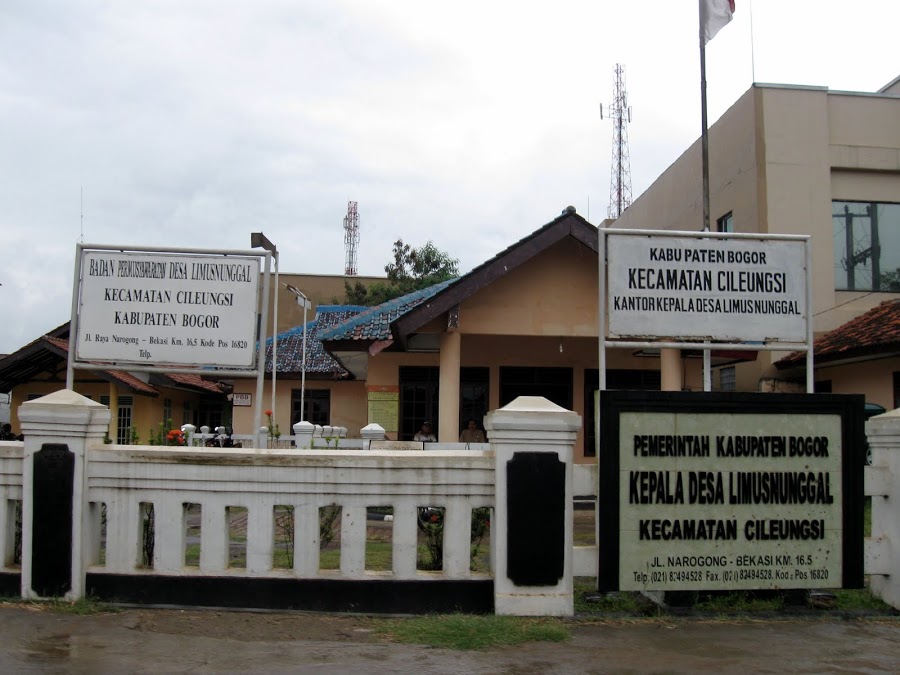 BADAN PERMUSYAWARATAN DESA LIMUSNUNGGAL
KECAMATAN CILEUNGSI
KABUPATEN BOGOR
Jl. Raya Narogong – Bekasi Km. 16,5 Kode Pos 16820
Telp.
KABUPATEN BOGOR
KECAMATAN CILEUNGSI
KANTOR KEPALA DESA LIMUSNUNGGAL
PEMERINTAH KABUPATEN BOGOR
KEPALA DESA LIMUSNUNGGAL
KECAMATAN CILEUNGSI
JL. NAROGONG - BEKASI KM. 16.5
Telp. (021) 82494528 Fax. (021) 82494528. Kode Pos 16820